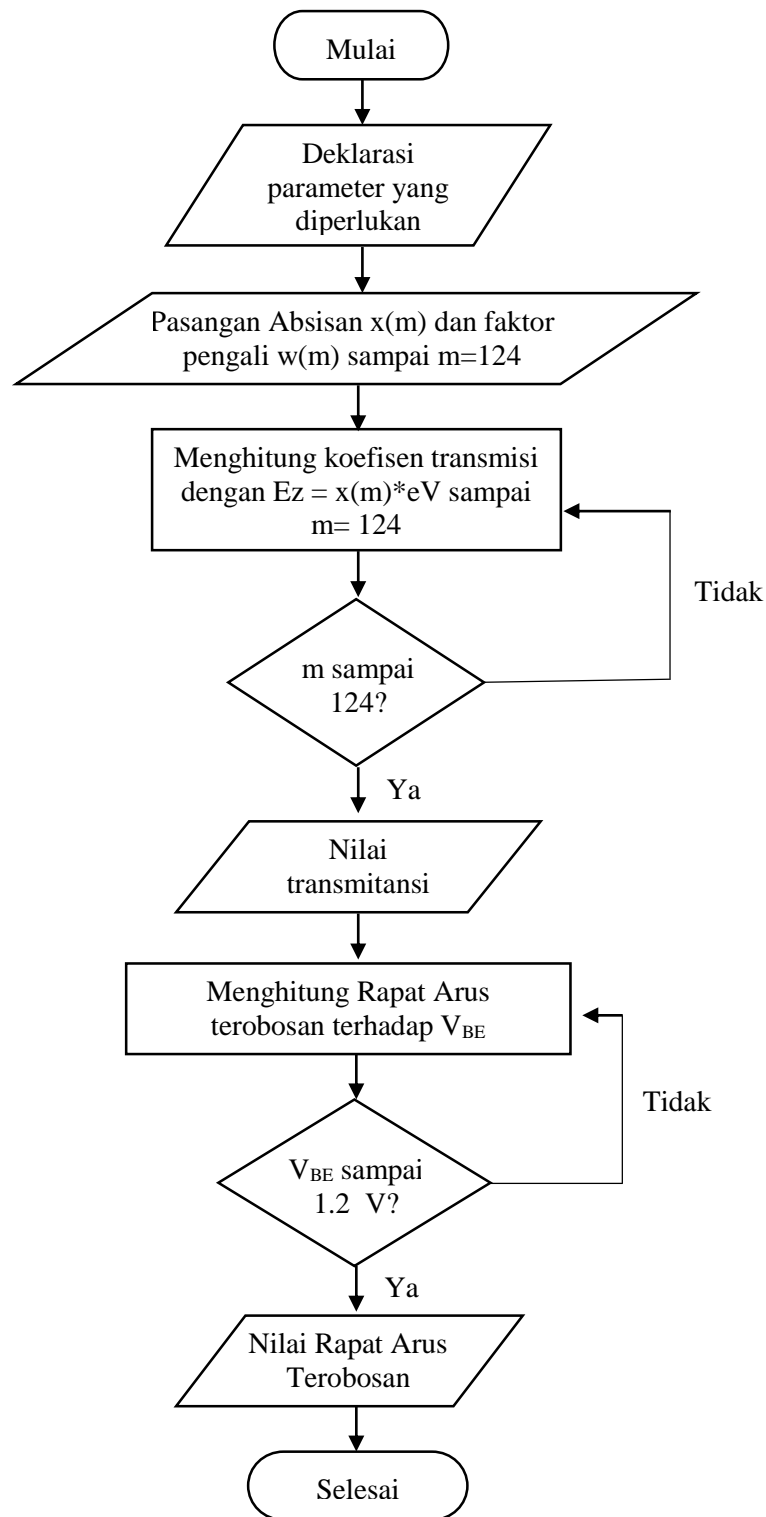 Mulai
Deklarasi
parameter yang
diperlukan
Pasangan Absisan x(m) dan faktor
pengali w(m) sampai m=124
Menghitung koefisen transmisi
dengan Ez = x(m)*eV sampai
m= 124
Tidak
m sampai
124?
Ya
Nilai
transmitansi
Menghitung Rapat Arus
terobosan terhadap VBE
Tidak
VBE sampai
1.2 V?
Ya
Nilai Rapat Arus
Terobosan
Selesai